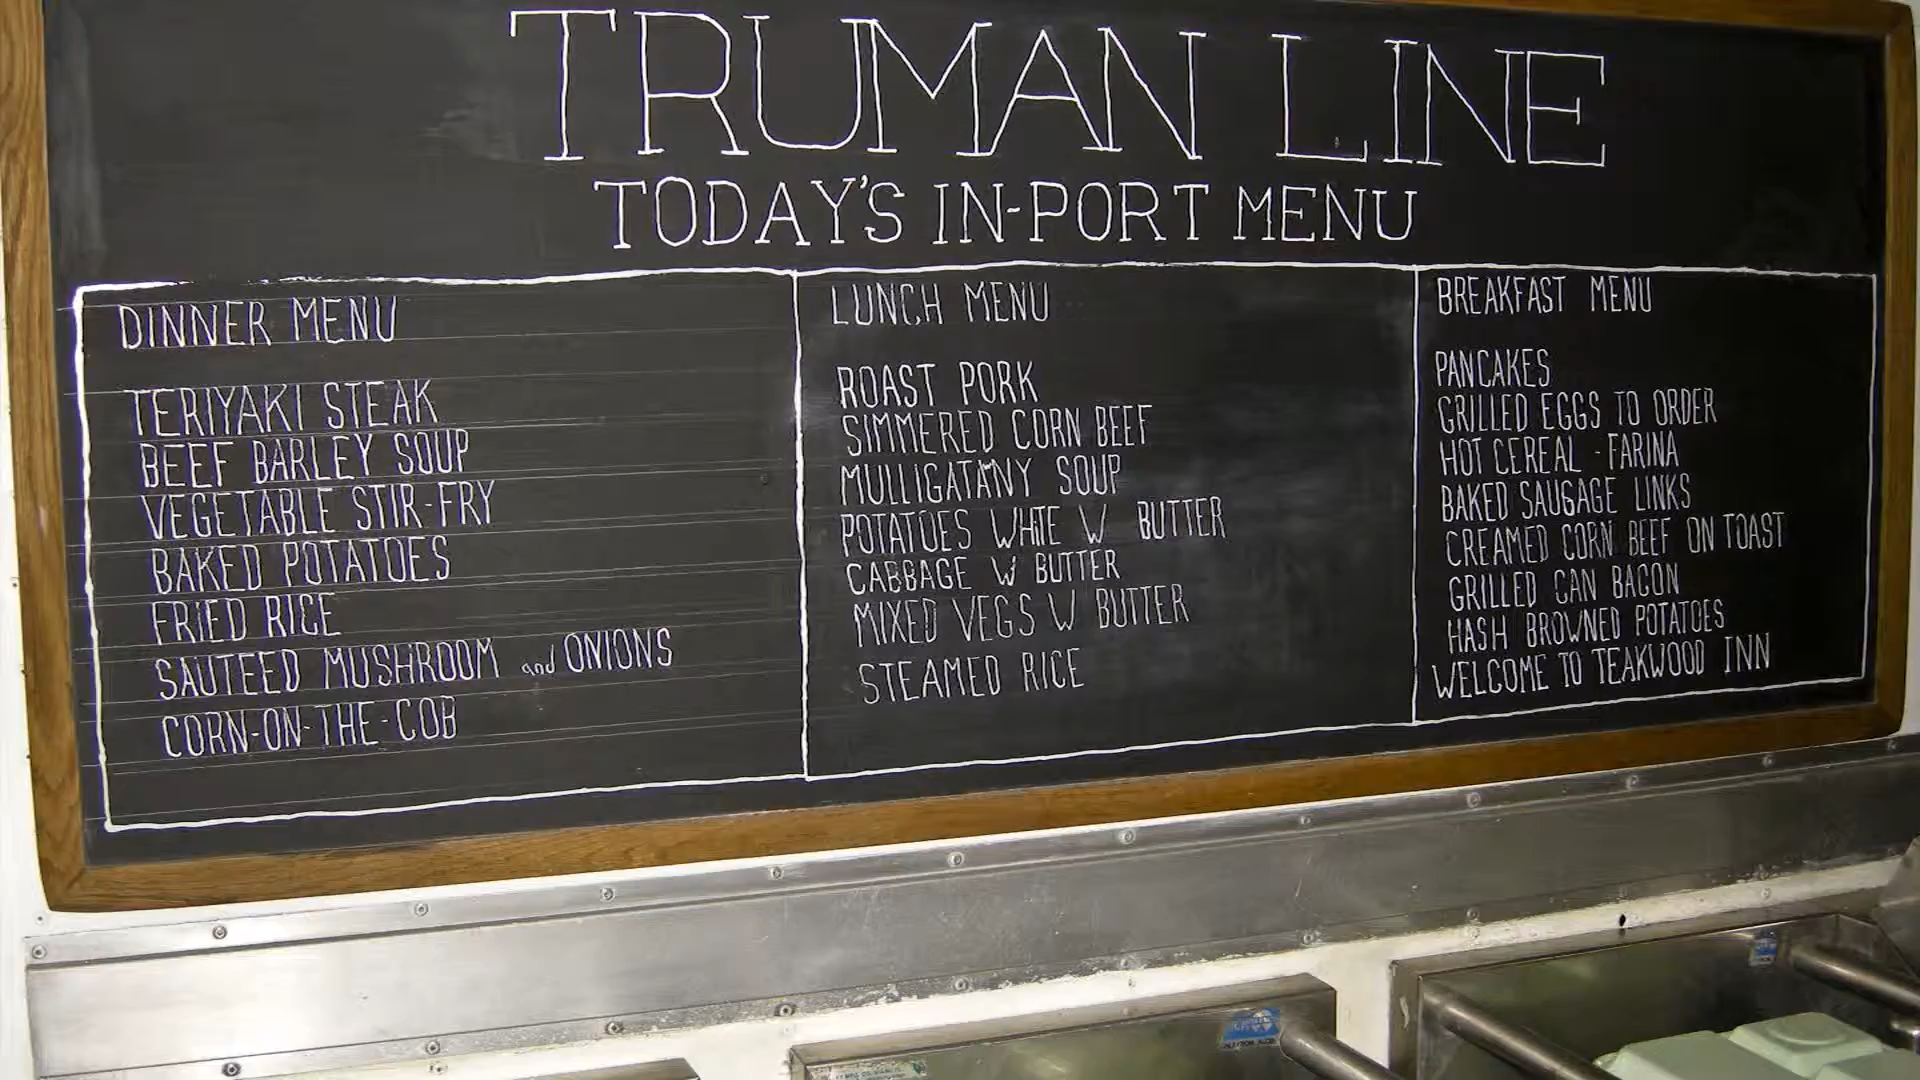 TRUMAN LINE
TODAY'S IN-PORT MENU
DINNER MENU
TERIYAKI STEAK
BEEF BARLEY SOUP
VEGETABLE STIR-FRY
BAKED POTATOES
FRIED RICE
SAUTEED MUSHROOM and ONIONS
CORN-ON-THE-COB
LUNCH MENU
ROAST PORK
SIMMERED CORN BEEF
MULLIGATANY SOUP
POTATOES WHITE W BUTTER
CABBAGE W BUTTER
MIXED VEGS W BUTTER
STEAMED RICE
BREAKFAST MENU
PANCAKES
GRILLED EGGS TO ORDER
HOT CEREAL - FARINA
BAKED SAUSAGE LINKS
CREAMED CORN BEEF ON TOAST
GRILLED CAN BACON
HASH BROWNED POTATOES
WELCOME TO TEAKWOOD INN